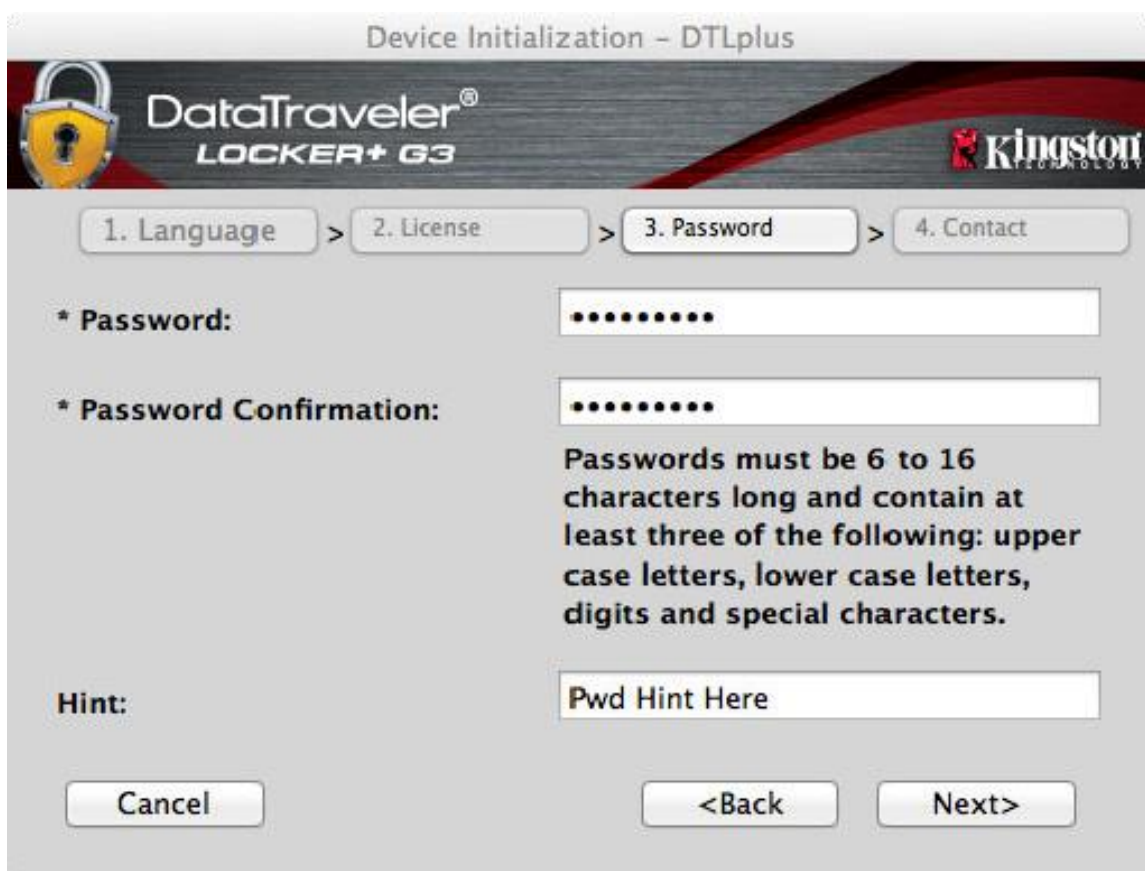 Device Initialization – DTLplus
DataTraveler®
LOCKER+ G3
Kingston
TECHNOLOGY
1. Language > 2. License > 3. Password > 4. Contact
* Password: •••••••••
* Password Confirmation: •••••••••
Passwords must be 6 to 16
characters long and contain at
least three of the following: upper
case letters, lower case letters,
digits and special characters.
Hint: Pwd Hint Here
Cancel <Back Next>